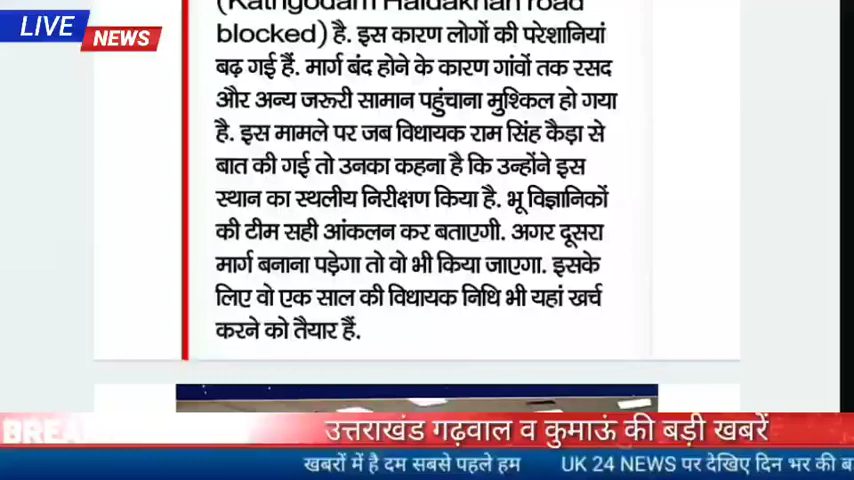 (Kathgodam Haidakhan road
LIVE
NEWS
blocked) है. इस कारण लोगों की परेशानियां
बढ़ गई हैं. मार्ग बंद होने के कारण गांवों तक रसद
और अन्य जरूरी सामान पहुंचाना मुश्किल हो गया
है. इस मामले पर जब विधायक राम सिंह कैड़ा से
बात की गई तो उनका कहना है कि उन्होंने इस
स्थान का स्थलीय निरीक्षण किया है. भू विज्ञानिकों
की टीम सही आंकलन कर बताएगी. अगर दूसरा
मार्ग बनाना पड़ेगा तो वो भी किया जाएगा. इसके
लिए वो एक साल की विधायक निधि भी यहां खर्च
करने को तैयार हैं.
उत्तराखंड गढ़वाल व कुमाऊं की बड़ी खबरें
खबरों में है दम सबसे पहले हम UK 24 NEWS पर देखिए दिन भर की